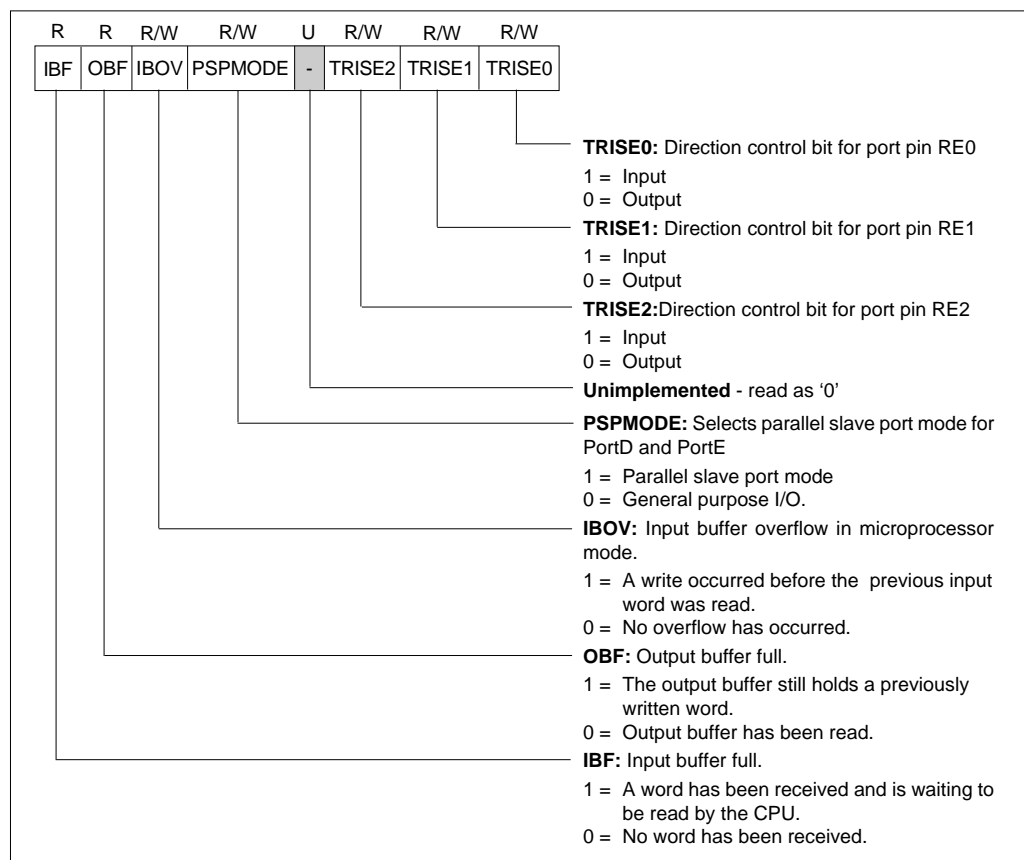 R R R/W R/W U R/W R/W R/W
IBF OBF IBOV PSPMODE - TRISE2 TRISE1 TRISE0
TRISE0: Direction control bit for port pin RE0
1 = Input
0 = Output
TRISE1: Direction control bit for port pin RE1
1 = Input
0 = Output
TRISE2:Direction control bit for port pin RE2
1 = Input
0 = Output
Unimplemented - read as ‘0’
PSPMODE: Selects parallel slave port mode for
PortD and PortE
1 = Parallel slave port mode
0 = General purpose I/O.
IBOV: Input buffer overflow in microprocessor
mode.
1 = A write occurred before the previous input
word was read.
0 = No overflow has occurred.
OBF: Output buffer full.
1 = The output buffer still holds a previously
written word.
0 = Output buffer has been read.
IBF: Input buffer full.
1 = A word has been received and is waiting to
be read by the CPU.
0 = No word has been received.